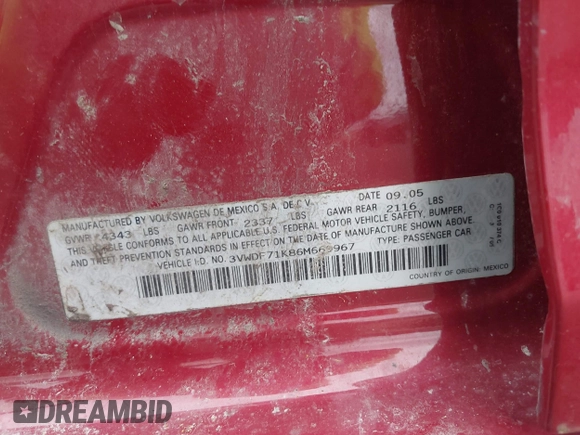 MANUFACTURED BY VOLKSWAGEN DE MEXICO S A. DE C V. DATE 09.05
GVWR 4343 LBS GAWR FRONT 2337 LBS GAWR REAR 2116 LBS
THIS VEHICLE CONFORMS TO ALL APPLICABLE U.S. FEDERAL MOTOR VEHICLE SAFETY, BUMPER,
AND THEFT PREVENTION STANDARDS IN EFFECT ON THE DATE OF MANUFACTURE SHOWN ABOVE.
VEHICLE I.D. NO. TYPE: PASSENGER CAR
COUNTRY OF ORIGIN: MEXICO
DREAMBID